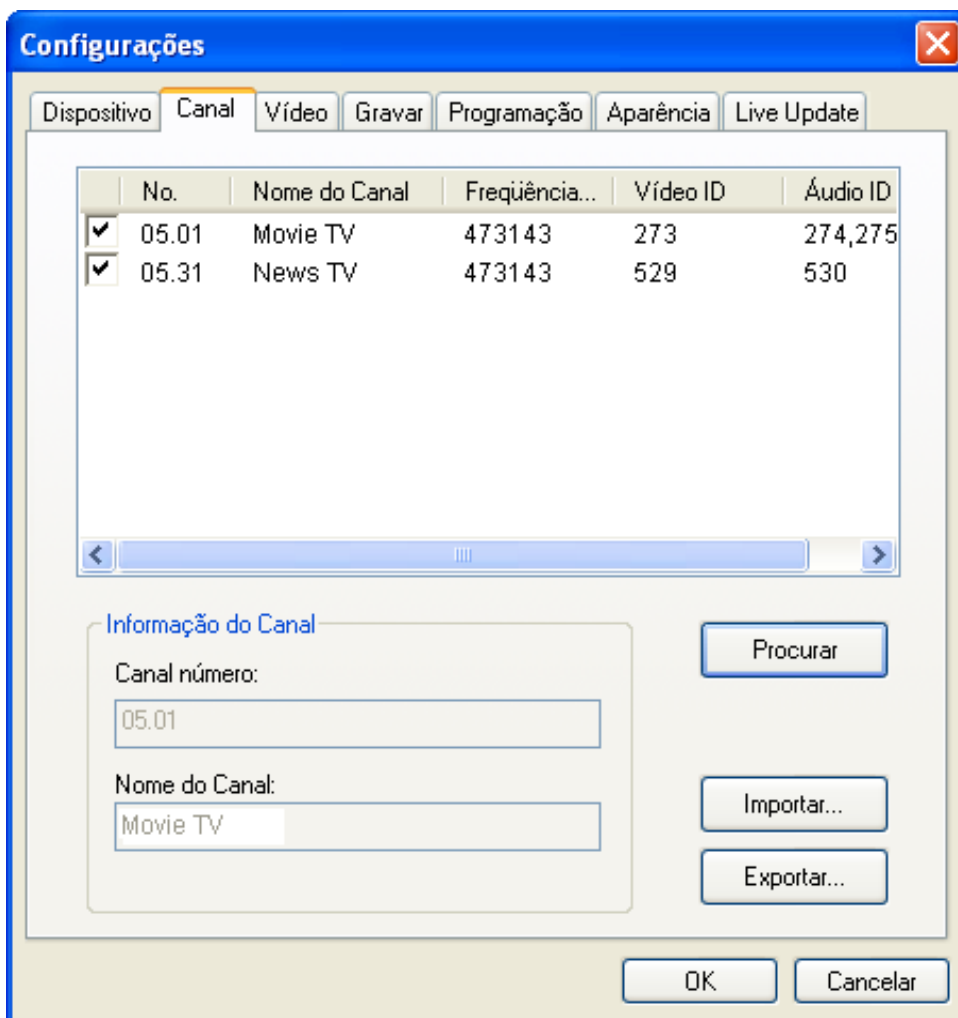 Configurações
Dispositivo Canal Vídeo Gravar Programação Aparência Live Update
No. Nome do Canal Freqüência... Vídeo ID Áudio ID
05.01 Movie TV 473143 273 274,275
05.31 News TV 473143 529 530
Informação do Canal
Canal número:
05.01
Nome do Canal:
Movie TV
Procurar
Importar...
Exportar...
OK Cancelar